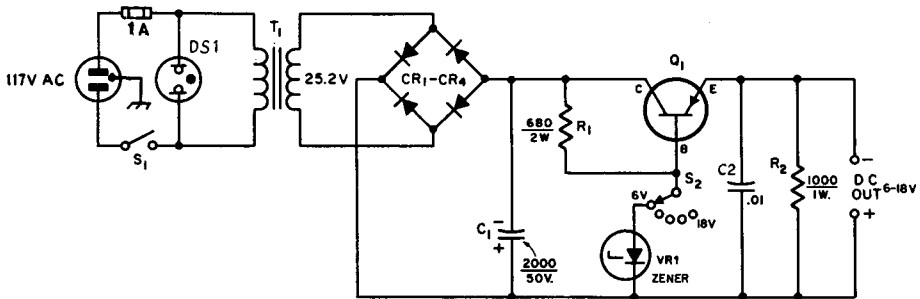 1A
DS1
117V AC
S1
T1
25.2V
CR1-CR4
C1
-
+
2000
50V.
680
2W
R1
Q1
C
E
B
S2
6V
18V
VR1
ZENER
C2
.01
R2
1000
1W.
-
DC
OUT 6-18V
+